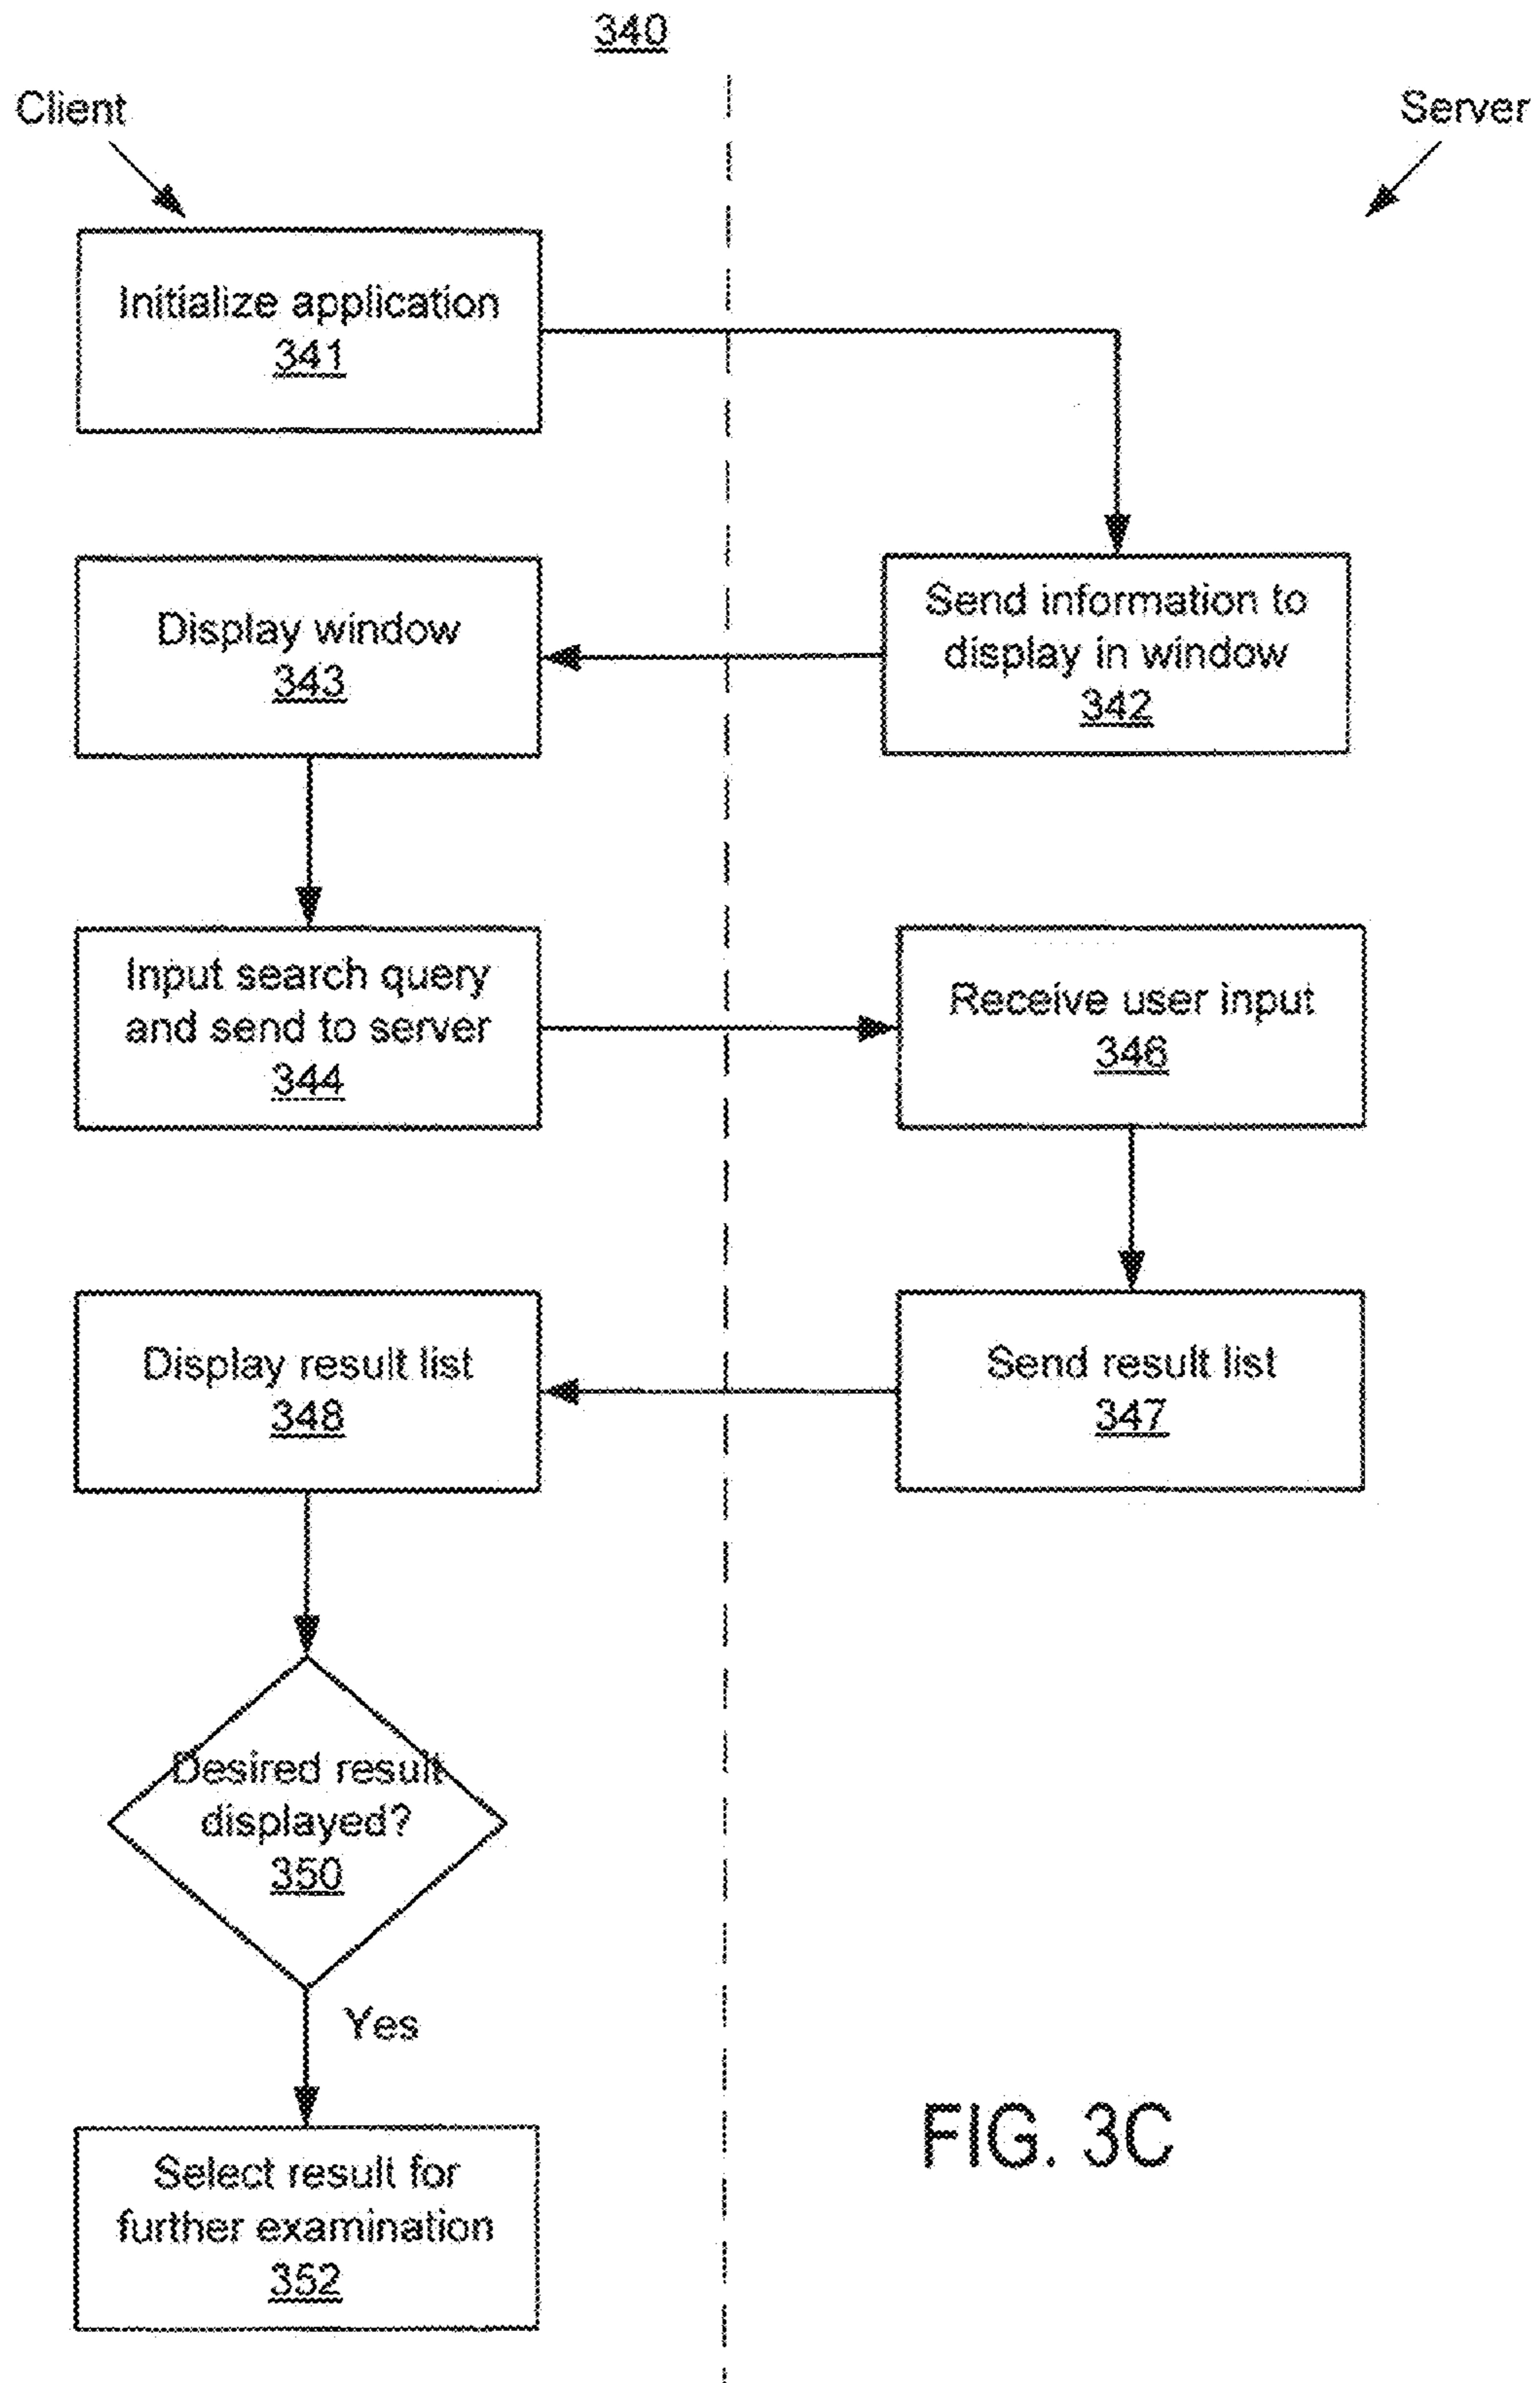 340
Client
Server
Initialize application
341
Send information to
display in window
342
Display window
343
Input search query
and send to server
344
Receive user input
346
Send result list
347
Display result list
348
Desired result
displayed?
350
Yes
Select result for
further examination
352
FIG. 3C